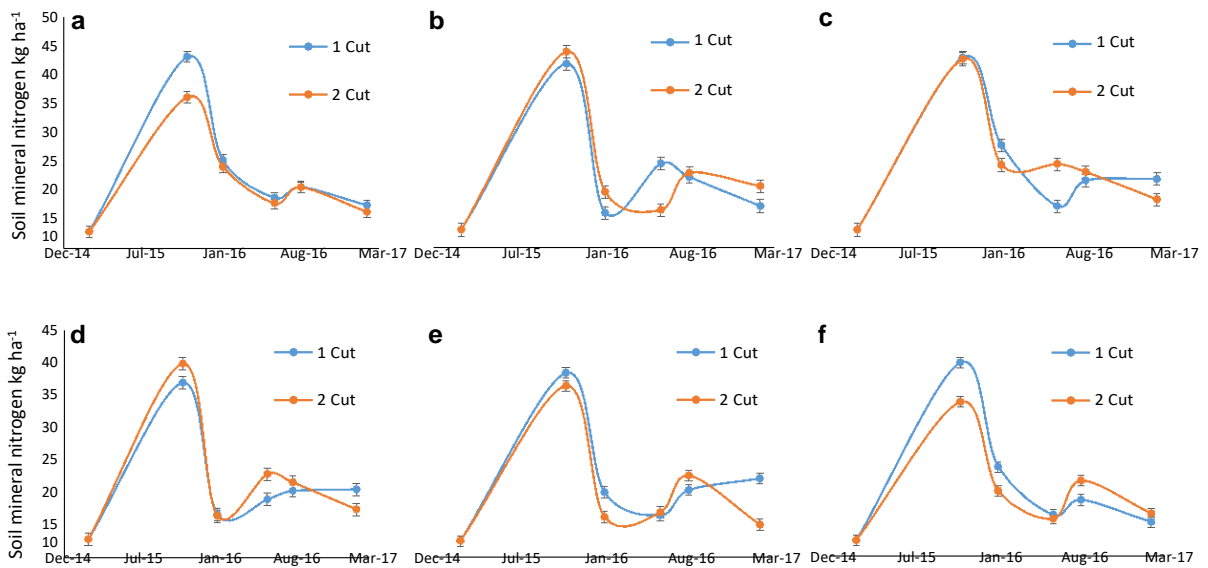 Soil mineral nitrogen kg ha-1
50
45
40
35
30
25
20
15
10
a
1 Cut
2 Cut
Dec-14 Jul-15 Jan-16 Aug-16 Mar-17
b
1 Cut
2 Cut
Dec-14 Jul-15 Jan-16 Aug-16 Mar-17
c
1 Cut
2 Cut
Dec-14 Jul-15 Jan-16 Aug-16 Mar-17
Soil mineral nitrogen kg ha-1
45
40
35
30
25
20
15
10
d
1 Cut
2 Cut
Dec-14 Jul-15 Jan-16 Aug-16 Mar-17
e
1 Cut
2 Cut
Dec-14 Jul-15 Jan-16 Aug-16 Mar-17
f
1 Cut
2 Cut
Dec-14 Jul-15 Jan-16 Aug-16 Mar-17